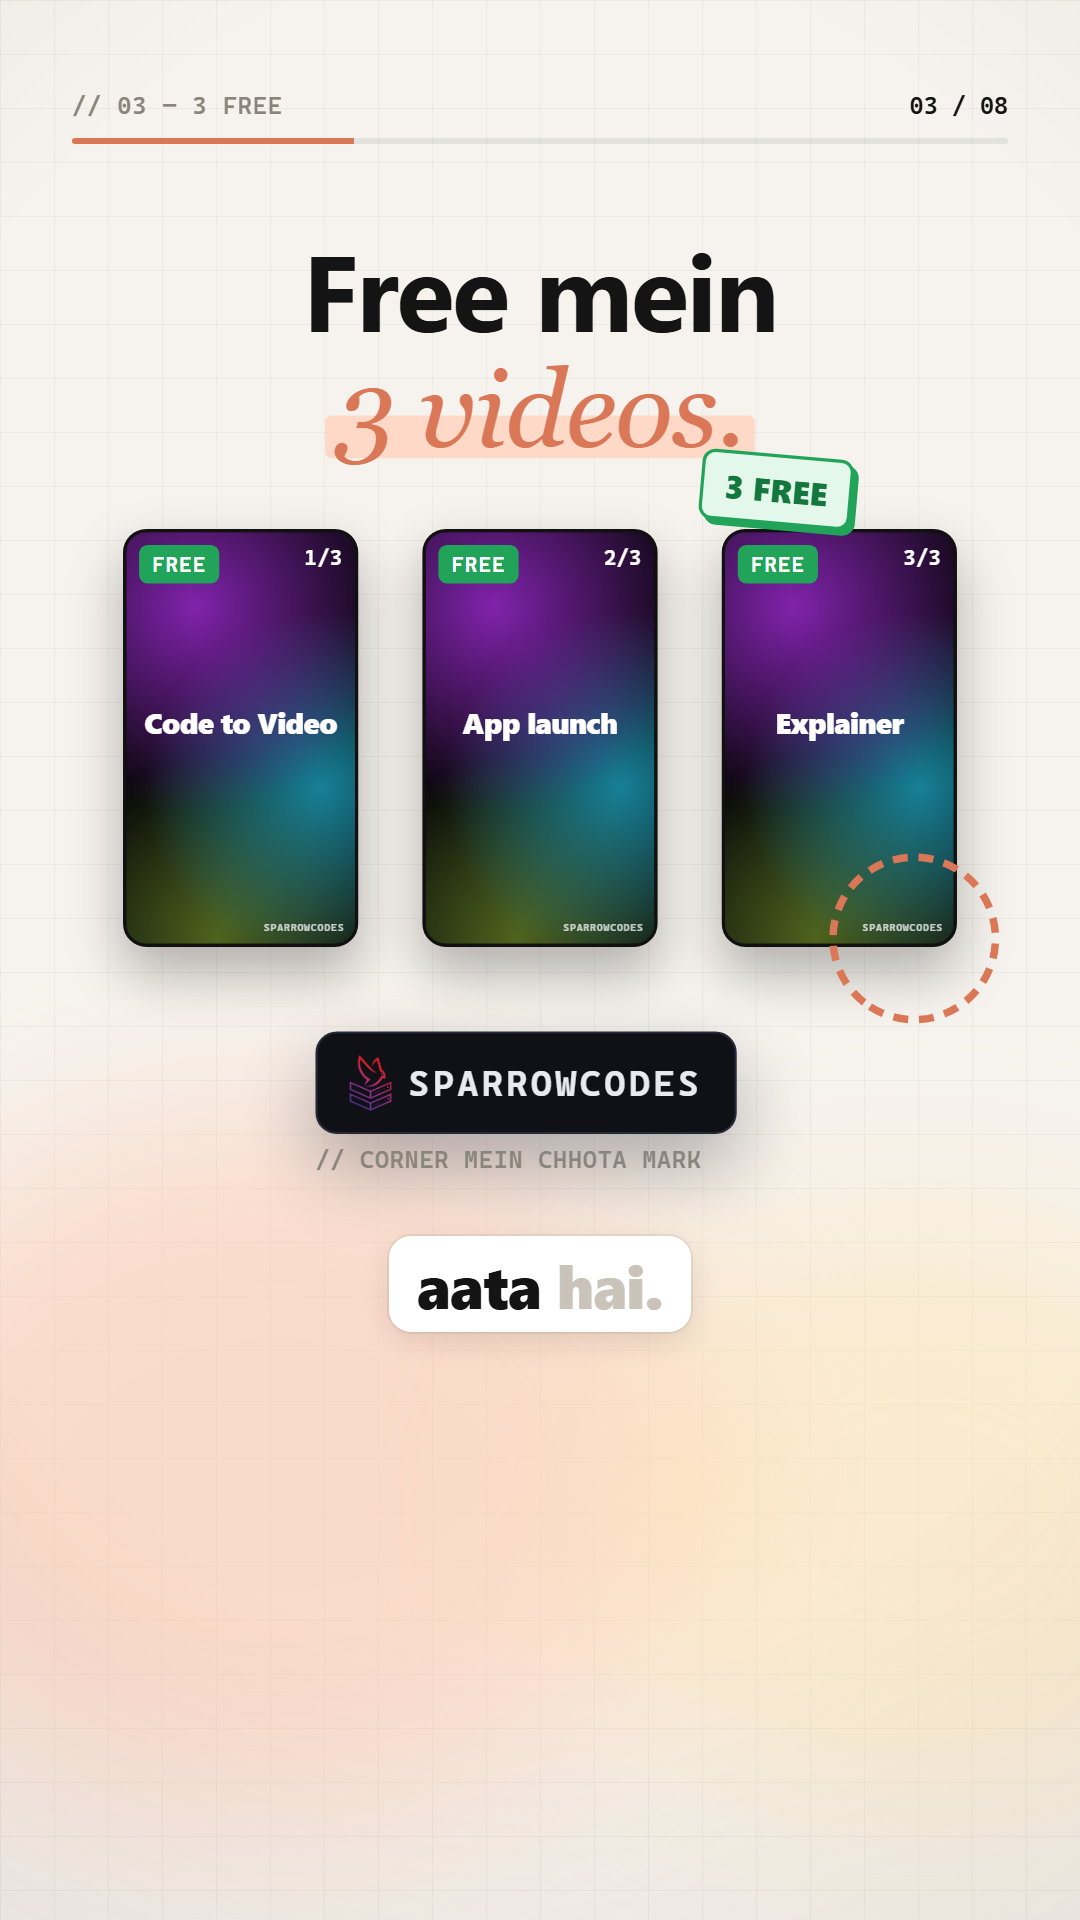 // 03 — 3 FREE
03 / 08
Free mein
3 videos.
3 FREE
FREE
1/3
Code to Video
SPARROWCODES
FREE
2/3
App launch
SPARROWCODES
FREE
3/3
Explainer
SPARROWCODES
SPARROWCODES
// CORNER MEIN CHHOTA MARK
aata hai.